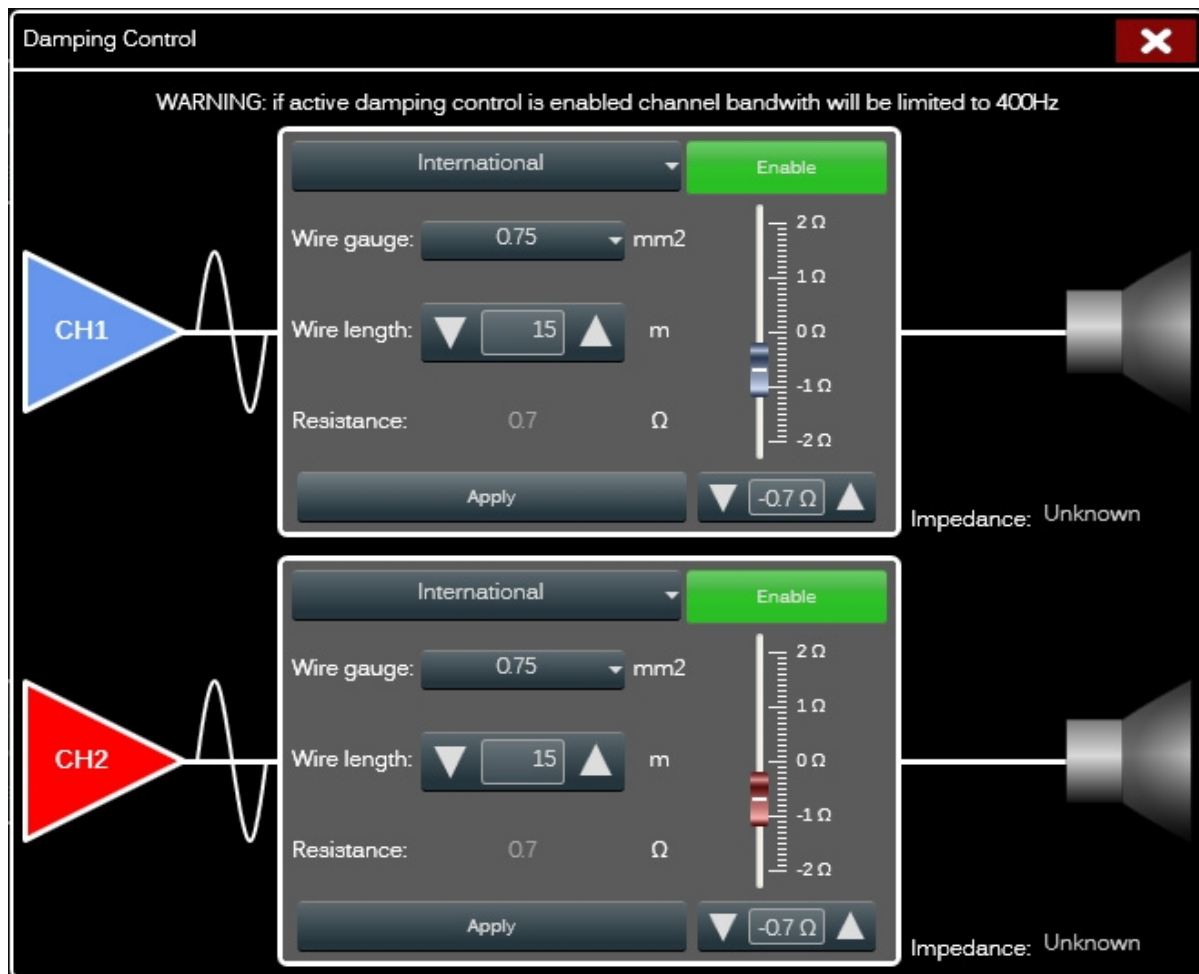 Damping Control
WARNING: if active damping control is enabled channel bandwith will be limited to 400Hz
International
Enable
Wire gauge: 0.75 mm2
2 Ω
1 Ω
CH1
Wire length: 15 m
0 Ω
-1 Ω
Resistance: 0.7 Ω
-2 Ω
Apply
-0.7 Ω
Impedance: Unknown
International
Enable
Wire gauge: 0.75 mm2
2 Ω
1 Ω
CH2
Wire length: 15 m
0 Ω
-1 Ω
Resistance: 0.7 Ω
-2 Ω
Apply
-0.7 Ω
Impedance: Unknown